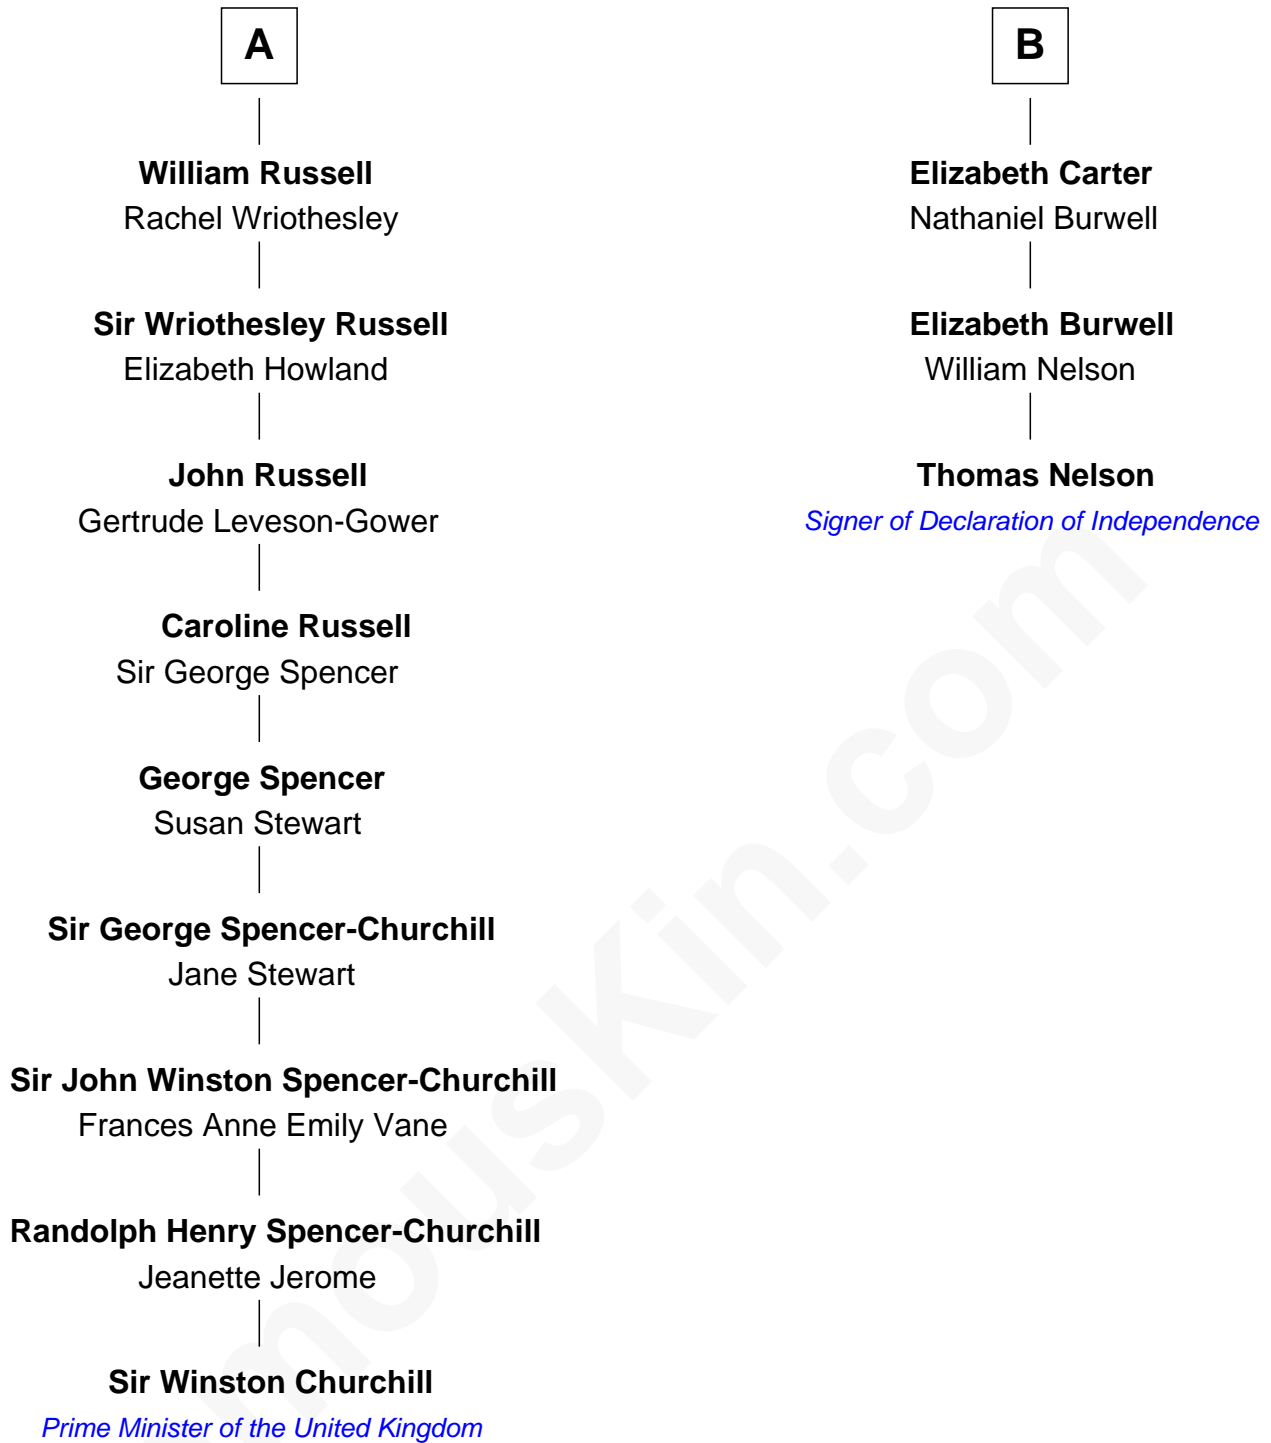 A
William Russell
Rachel Wriothesley
Sir Wriothesley Russell
Elizabeth Howland
John Russell
Gertrude Leveson-Gower
Caroline Russell
Sir George Spencer
George Spencer
Susan Stewart
Sir George Spencer-Churchill
Jane Stewart
Sir John Winston Spencer-Churchill
Frances Anne Emily Vane
Randolph Henry Spencer-Churchill
Jeanette Jerome
Sir Winston Churchill
Prime Minister of the United Kingdom
B
Elizabeth Carter
Nathaniel Burwell
Elizabeth Burwell
William Nelson
Thomas Nelson
Signer of Declaration of Independence
mousKin.com